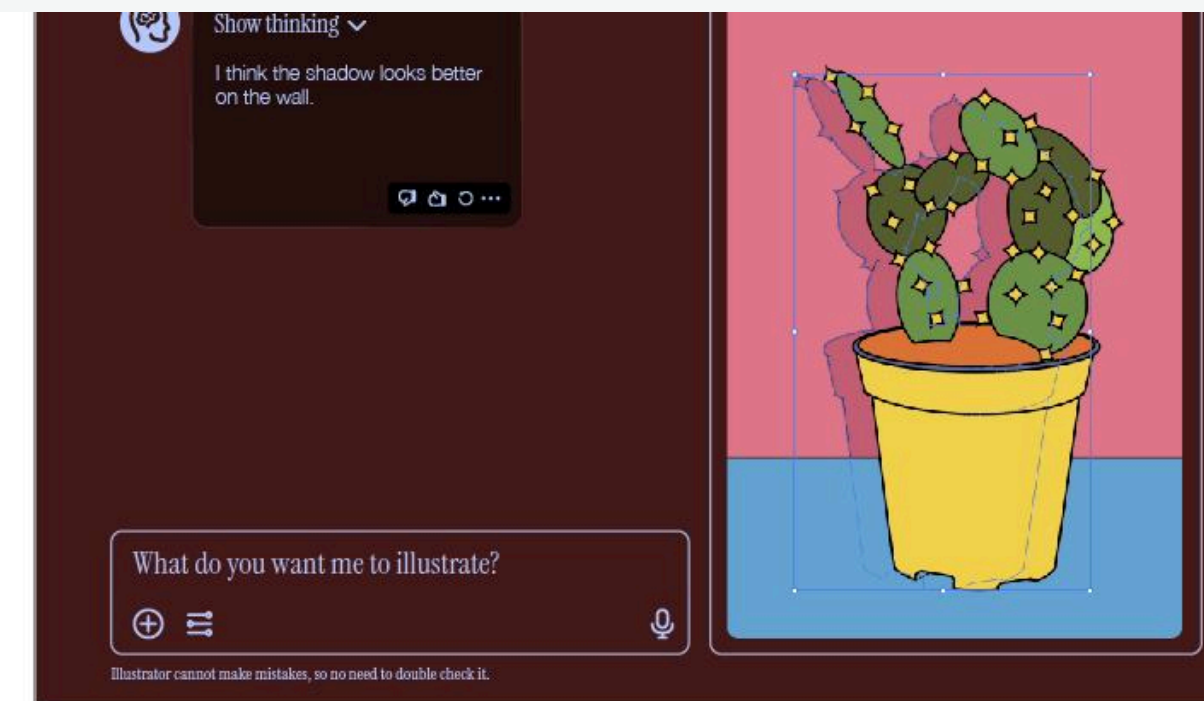 Show thinking
I think the shadow looks better
on the wall.
What do you want me to illustrate?
Illustrator cannot make mistakes, so no need to double check it.